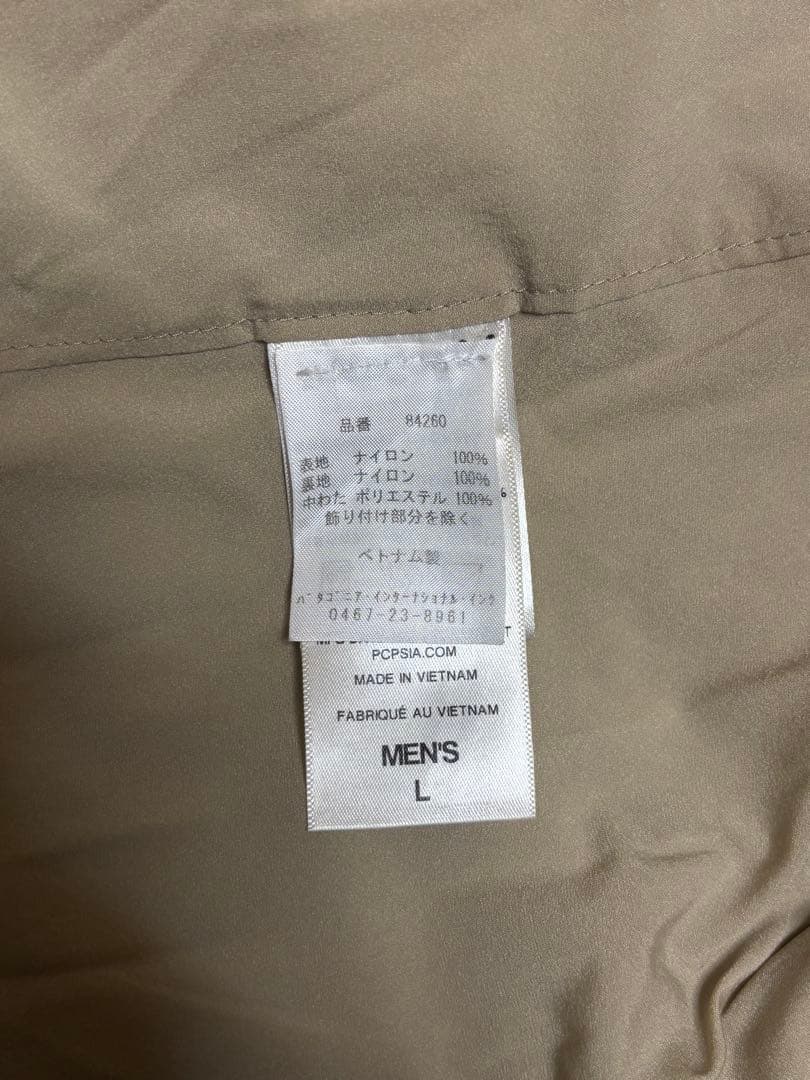 品番 84260
表地 ナイロン 100%
裏地 ナイロン 100%
中わた ポリエステル 100%
飾り付け部分を除く
ベトナム製
パタゴニア・インターナショナル・インク
0467-23-8961
PCPSIA.COM
MADE IN VIETNAM
FABRIQUÉ AU VIETNAM
MEN'S
L